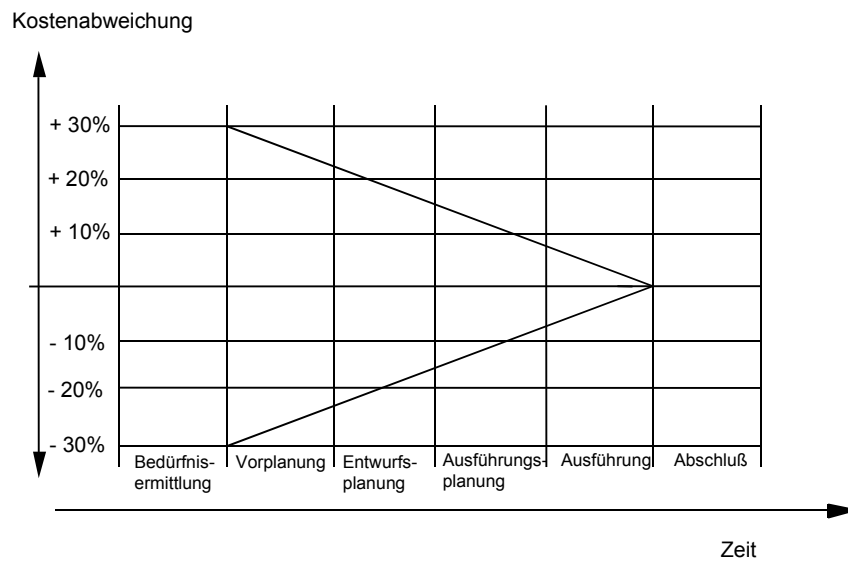 Kostenabweichung
+ 30%
+ 20%
+ 10%
- 10%
- 20%
- 30%
Bedürfnis-
ermittlung
Vorplanung
Entwurfs-
planung
Ausführungs-
planung
Ausführung
Abschluß
Zeit